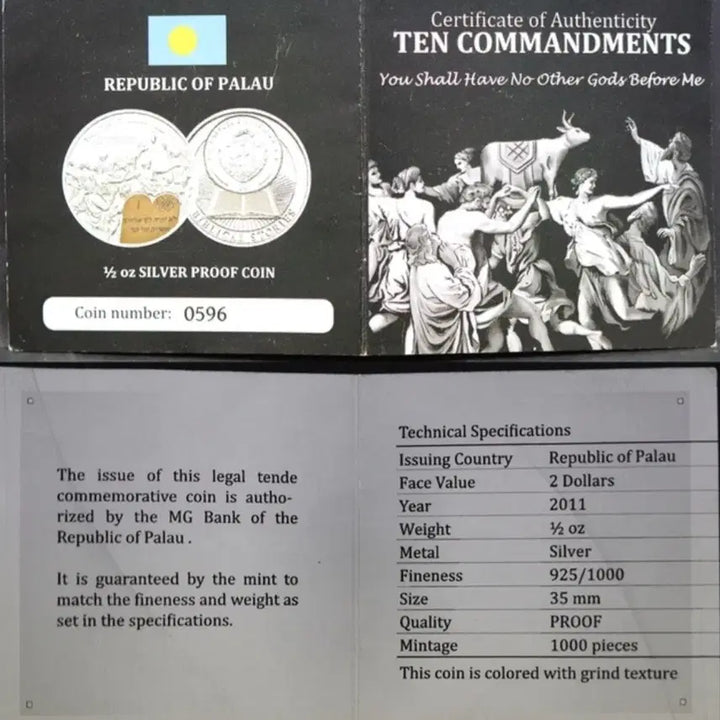 REPUBLIC OF PALAU
BIBLICAL STORIES
½ oz SILVER PROOF COIN
Coin number: 0596
Certificate of Authenticity
TEN COMMANDMENTS
You Shall Have No Other Gods Before Me
The issue of this legal tende
commemorative coin is autho-
rized by the MG Bank of the
Republic of Palau .
It is guaranteed by the mint to
match the fineness and weight as
set in the specifications.
Technical Specifications
Issuing Country Republic of Palau
Face Value 2 Dollars
Year 2011
Weight ½ oz
Metal Silver
Fineness 925/1000
Size 35 mm
Quality PROOF
Mintage 1000 pieces
This coin is colored with grind texture